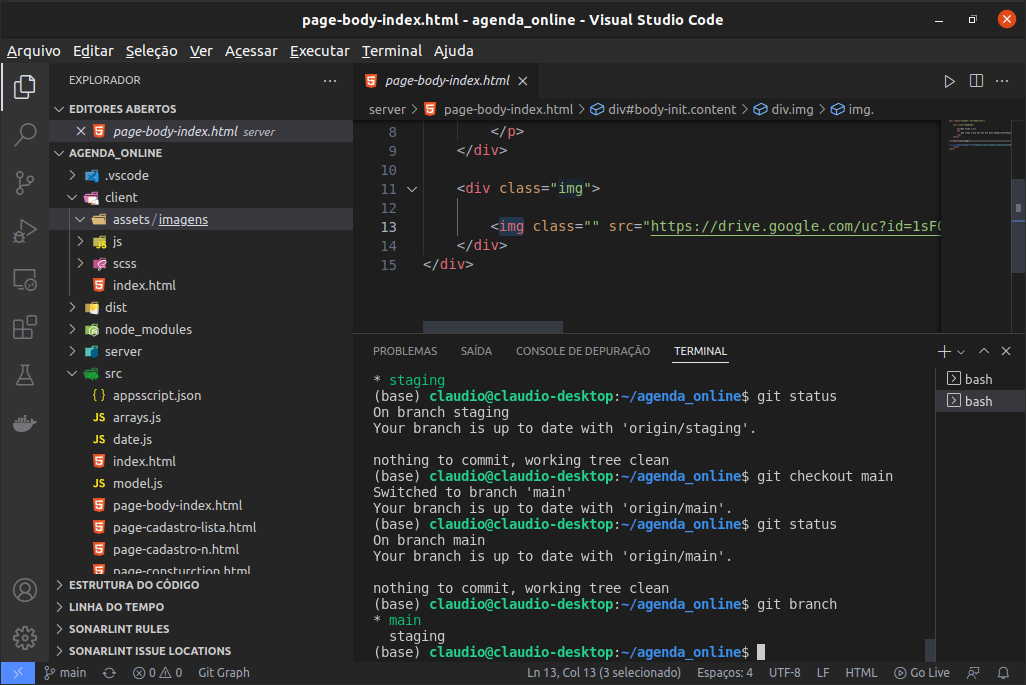 page-body-index.html - agenda_online - Visual Studio Code
Arquivo Editar Seleção Ver Acessar Executar Terminal Ajuda
EXPLORADOR
EDITORES ABERTOS
page-body-index.html server
AGENDA_ONLINE
.vscode
client
assets / imagens
js
scss
index.html
dist
node_modules
server
src
{ } appsscript.json
JS arrays.js
JS date.js
index.html
JS model.js
page-body-index.html
page-cadastro-lista.html
page-cadastro-n.html
page-consturction.html
ESTRUTURA DO CÓDIGO
LINHA DO TEMPO
SONARLINT RULES
SONARLINT ISSUE LOCATIONS
page-body-index.html
server > page-body-index.html > div#body-init.content > div.img > img.
8 </p>
9 </div>
10
11 <div class="img">
12
13 <img class="" src="https://drive.google.com/uc?id=1sF
14 </div>
15 </div>
PROBLEMAS SAÍDA CONSOLE DE DEPURAÇÃO TERMINAL
* staging
(base) claudio@claudio-desktop:~/agenda_online$ git status
On branch staging
Your branch is up to date with 'origin/staging'.
nothing to commit, working tree clean
(base) claudio@claudio-desktop:~/agenda_online$ git checkout main
Switched to branch 'main'
Your branch is up to date with 'origin/main'.
(base) claudio@claudio-desktop:~/agenda_online$ git status
On branch main
Your branch is up to date with 'origin/main'.
nothing to commit, working tree clean
(base) claudio@claudio-desktop:~/agenda_online$ git branch
* main
staging
(base) claudio@claudio-desktop:~/agenda_online$
bash
bash
main 0 0 Git Graph Ln 13, Col 13 (3 selecionado) Espaços: 4 UTF-8 LF HTML Go Live